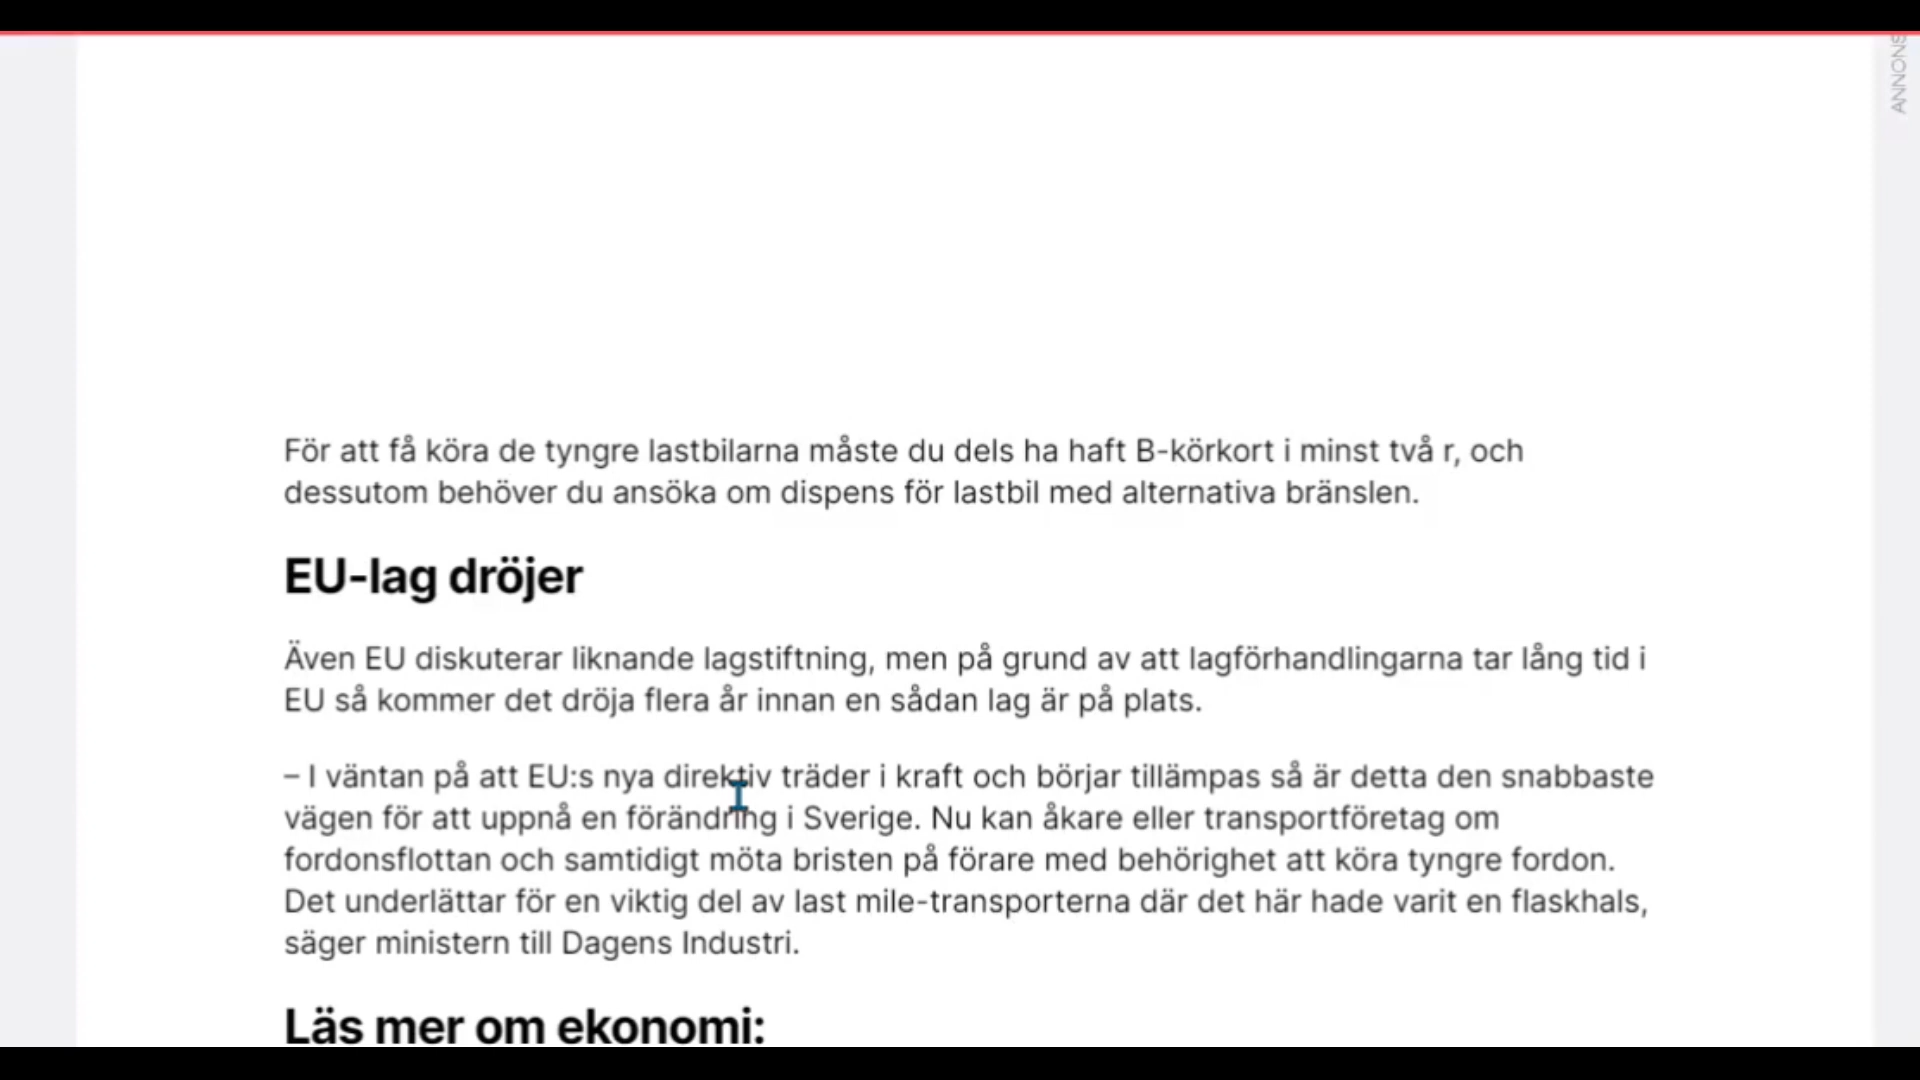 ANNONS
För att få köra de tyngre lastbilarna måste du dels ha haft B-körkort i minst två r, och
dessutom behöver du ansöka om dispens för lastbil med alternativa bränslen.
EU-lag dröjer
Även EU diskuterar liknande lagstiftning, men på grund av att lagförhandlingarna tar lång tid i
EU så kommer det dröja flera år innan en sådan lag är på plats.
– I väntan på att EU:s nya direktiv träder i kraft och börjar tillämpas så är detta den snabbaste
vägen för att uppnå en förändring i Sverige. Nu kan åkare eller transportföretag om
fordonsflottan och samtidigt möta bristen på förare med behörighet att köra tyngre fordon.
Det underlättar för en viktig del av last mile-transporterna där det här hade varit en flaskhals,
säger ministern till Dagens Industri.
Läs mer om ekonomi: